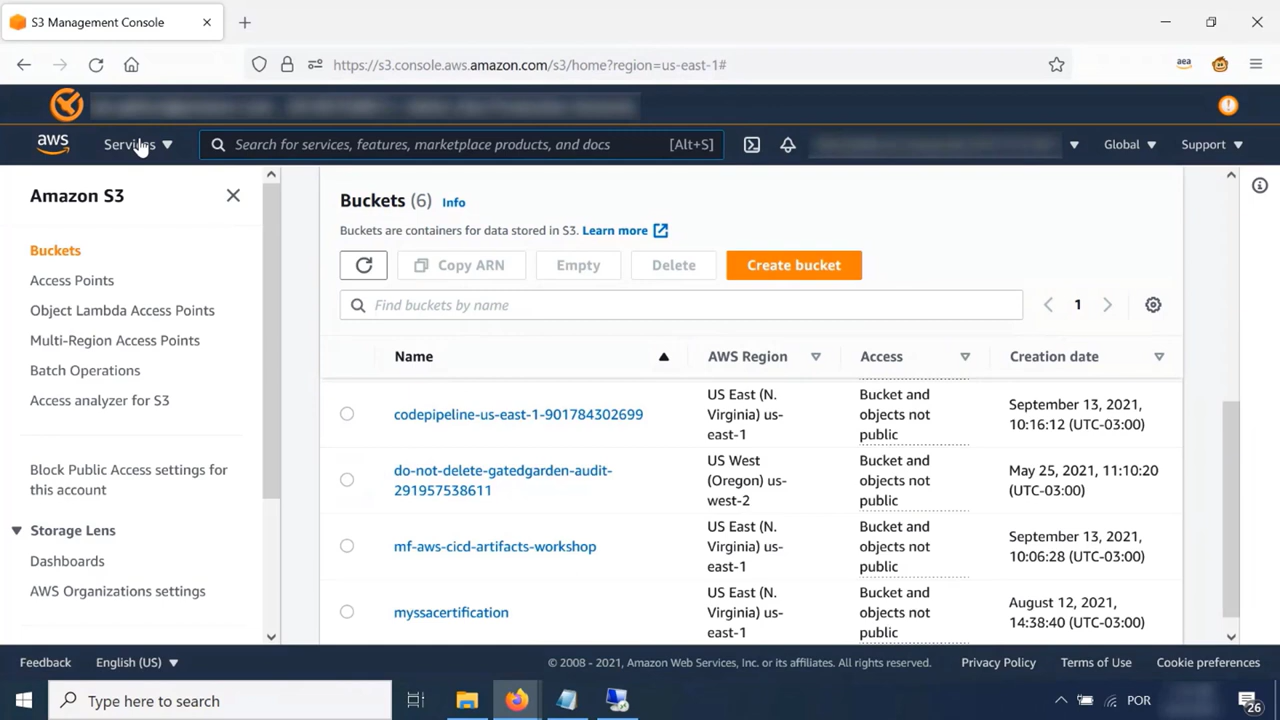 S3 Management Console
https://s3.console.aws.amazon.com/s3/home?region=us-east-1#
aea
aws
Services
Search for services, features, marketplace products, and docs [Alt+S]
Global
Support
Amazon S3
Buckets
Access Points
Object Lambda Access Points
Multi-Region Access Points
Batch Operations
Access analyzer for S3
Block Public Access settings for
this account
Storage Lens
Dashboards
AWS Organizations settings
Buckets (6) Info
Buckets are containers for data stored in S3. Learn more
Copy ARN Empty Delete Create bucket
Find buckets by name
1
Name AWS Region Access Creation date
codepipeline-us-east-1-901784302699
US East (N.
Virginia) us-
east-1
Bucket and
objects not
public
September 13, 2021,
10:16:12 (UTC-03:00)
do-not-delete-gatedgarden-audit-
291957538611
US West
(Oregon) us-
west-2
Bucket and
objects not
public
May 25, 2021, 11:10:20
(UTC-03:00)
mf-aws-cicd-artifacts-workshop
US East (N.
Virginia) us-
east-1
Bucket and
objects not
public
September 13, 2021,
10:06:28 (UTC-03:00)
myssacertification
US East (N.
Virginia) us-
east-1
Bucket and
objects not
public
August 12, 2021,
14:38:40 (UTC-03:00)
Feedback English (US) © 2008 - 2021, Amazon Web Services, Inc. or its affiliates. All rights reserved. Privacy Policy Terms of Use Cookie preferences
Type here to search
POR
26